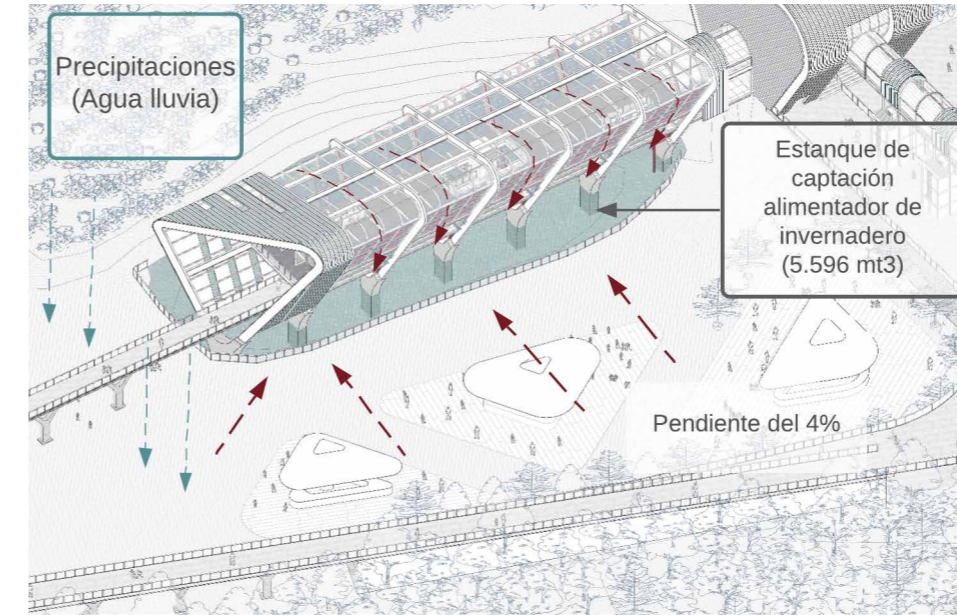 Precipitaciones
(Agua lluvia)
Estanque de
captación
alimentador de
invernadero
(5.596 mt3)
Pendiente del 4%